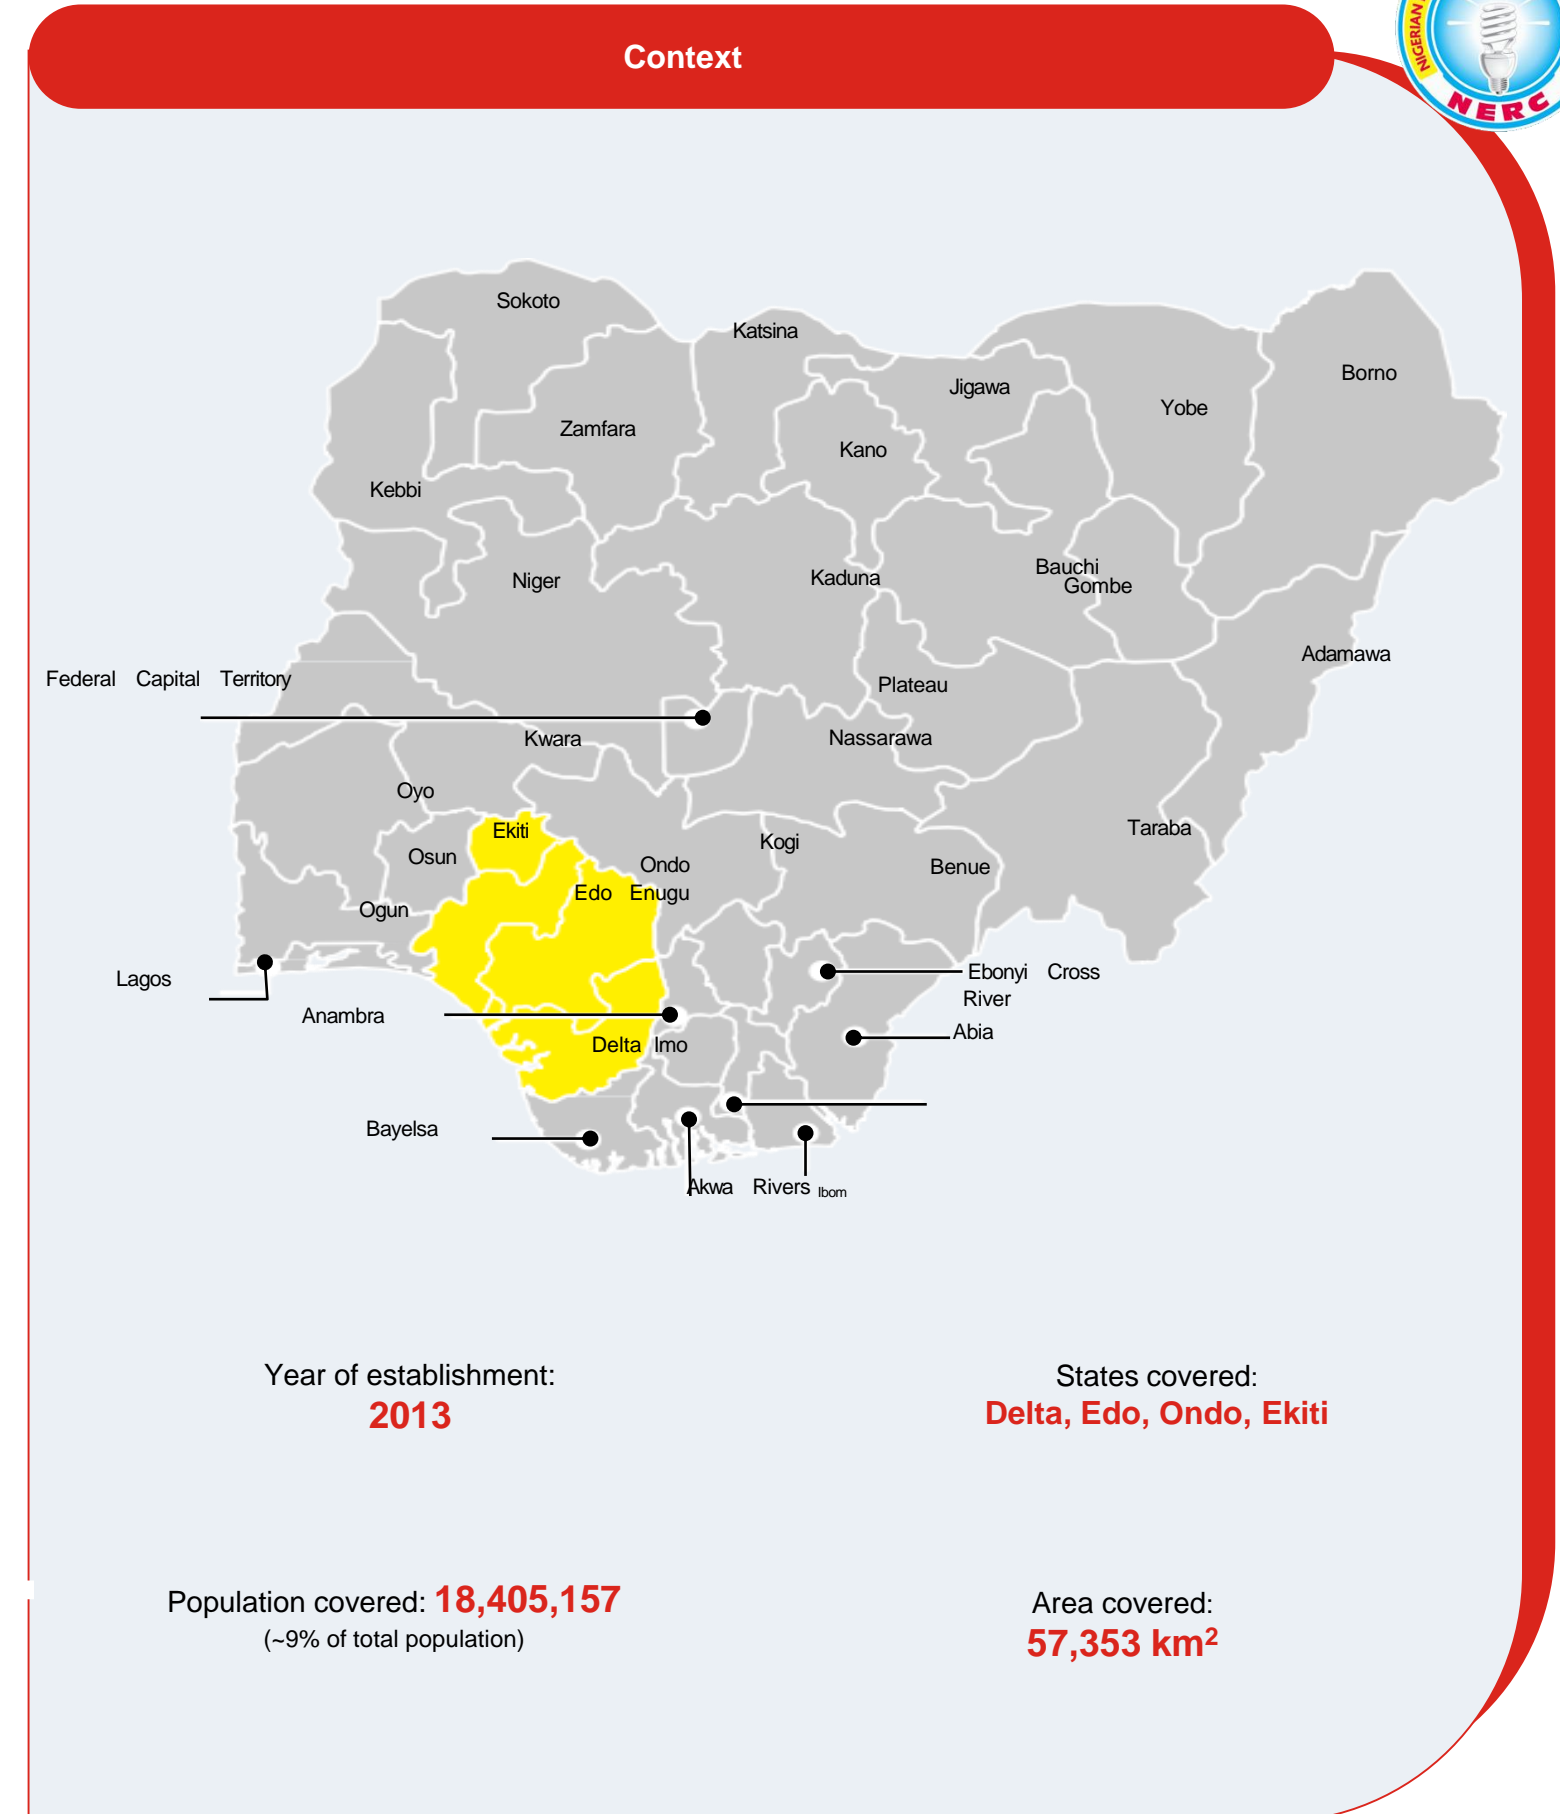 Context
NIGERIAN
NERC
Sokoto
Katsina
Borno
Jigawa
Yobe
Zamfara
Kano
Kebbi
Bauchi
Niger
Kaduna
Gombe
Adamawa
Federal Capital Territory
Plateau
Kwara
Nassarawa
Oyo
Ekiti
Taraba
Kogi
Osun
Ondo
Benue
Edo Enugu
Ogun
Lagos
Ebonyi Cross
River
Anambra
Abia
Delta Imo
Bayelsa
Akwa Rivers Ibom
Year of establishment:
2013
States covered:
Delta, Edo, Ondo, Ekiti
Population covered: 18,405,157
(~9% of total population)
Area covered:
57,353 km²